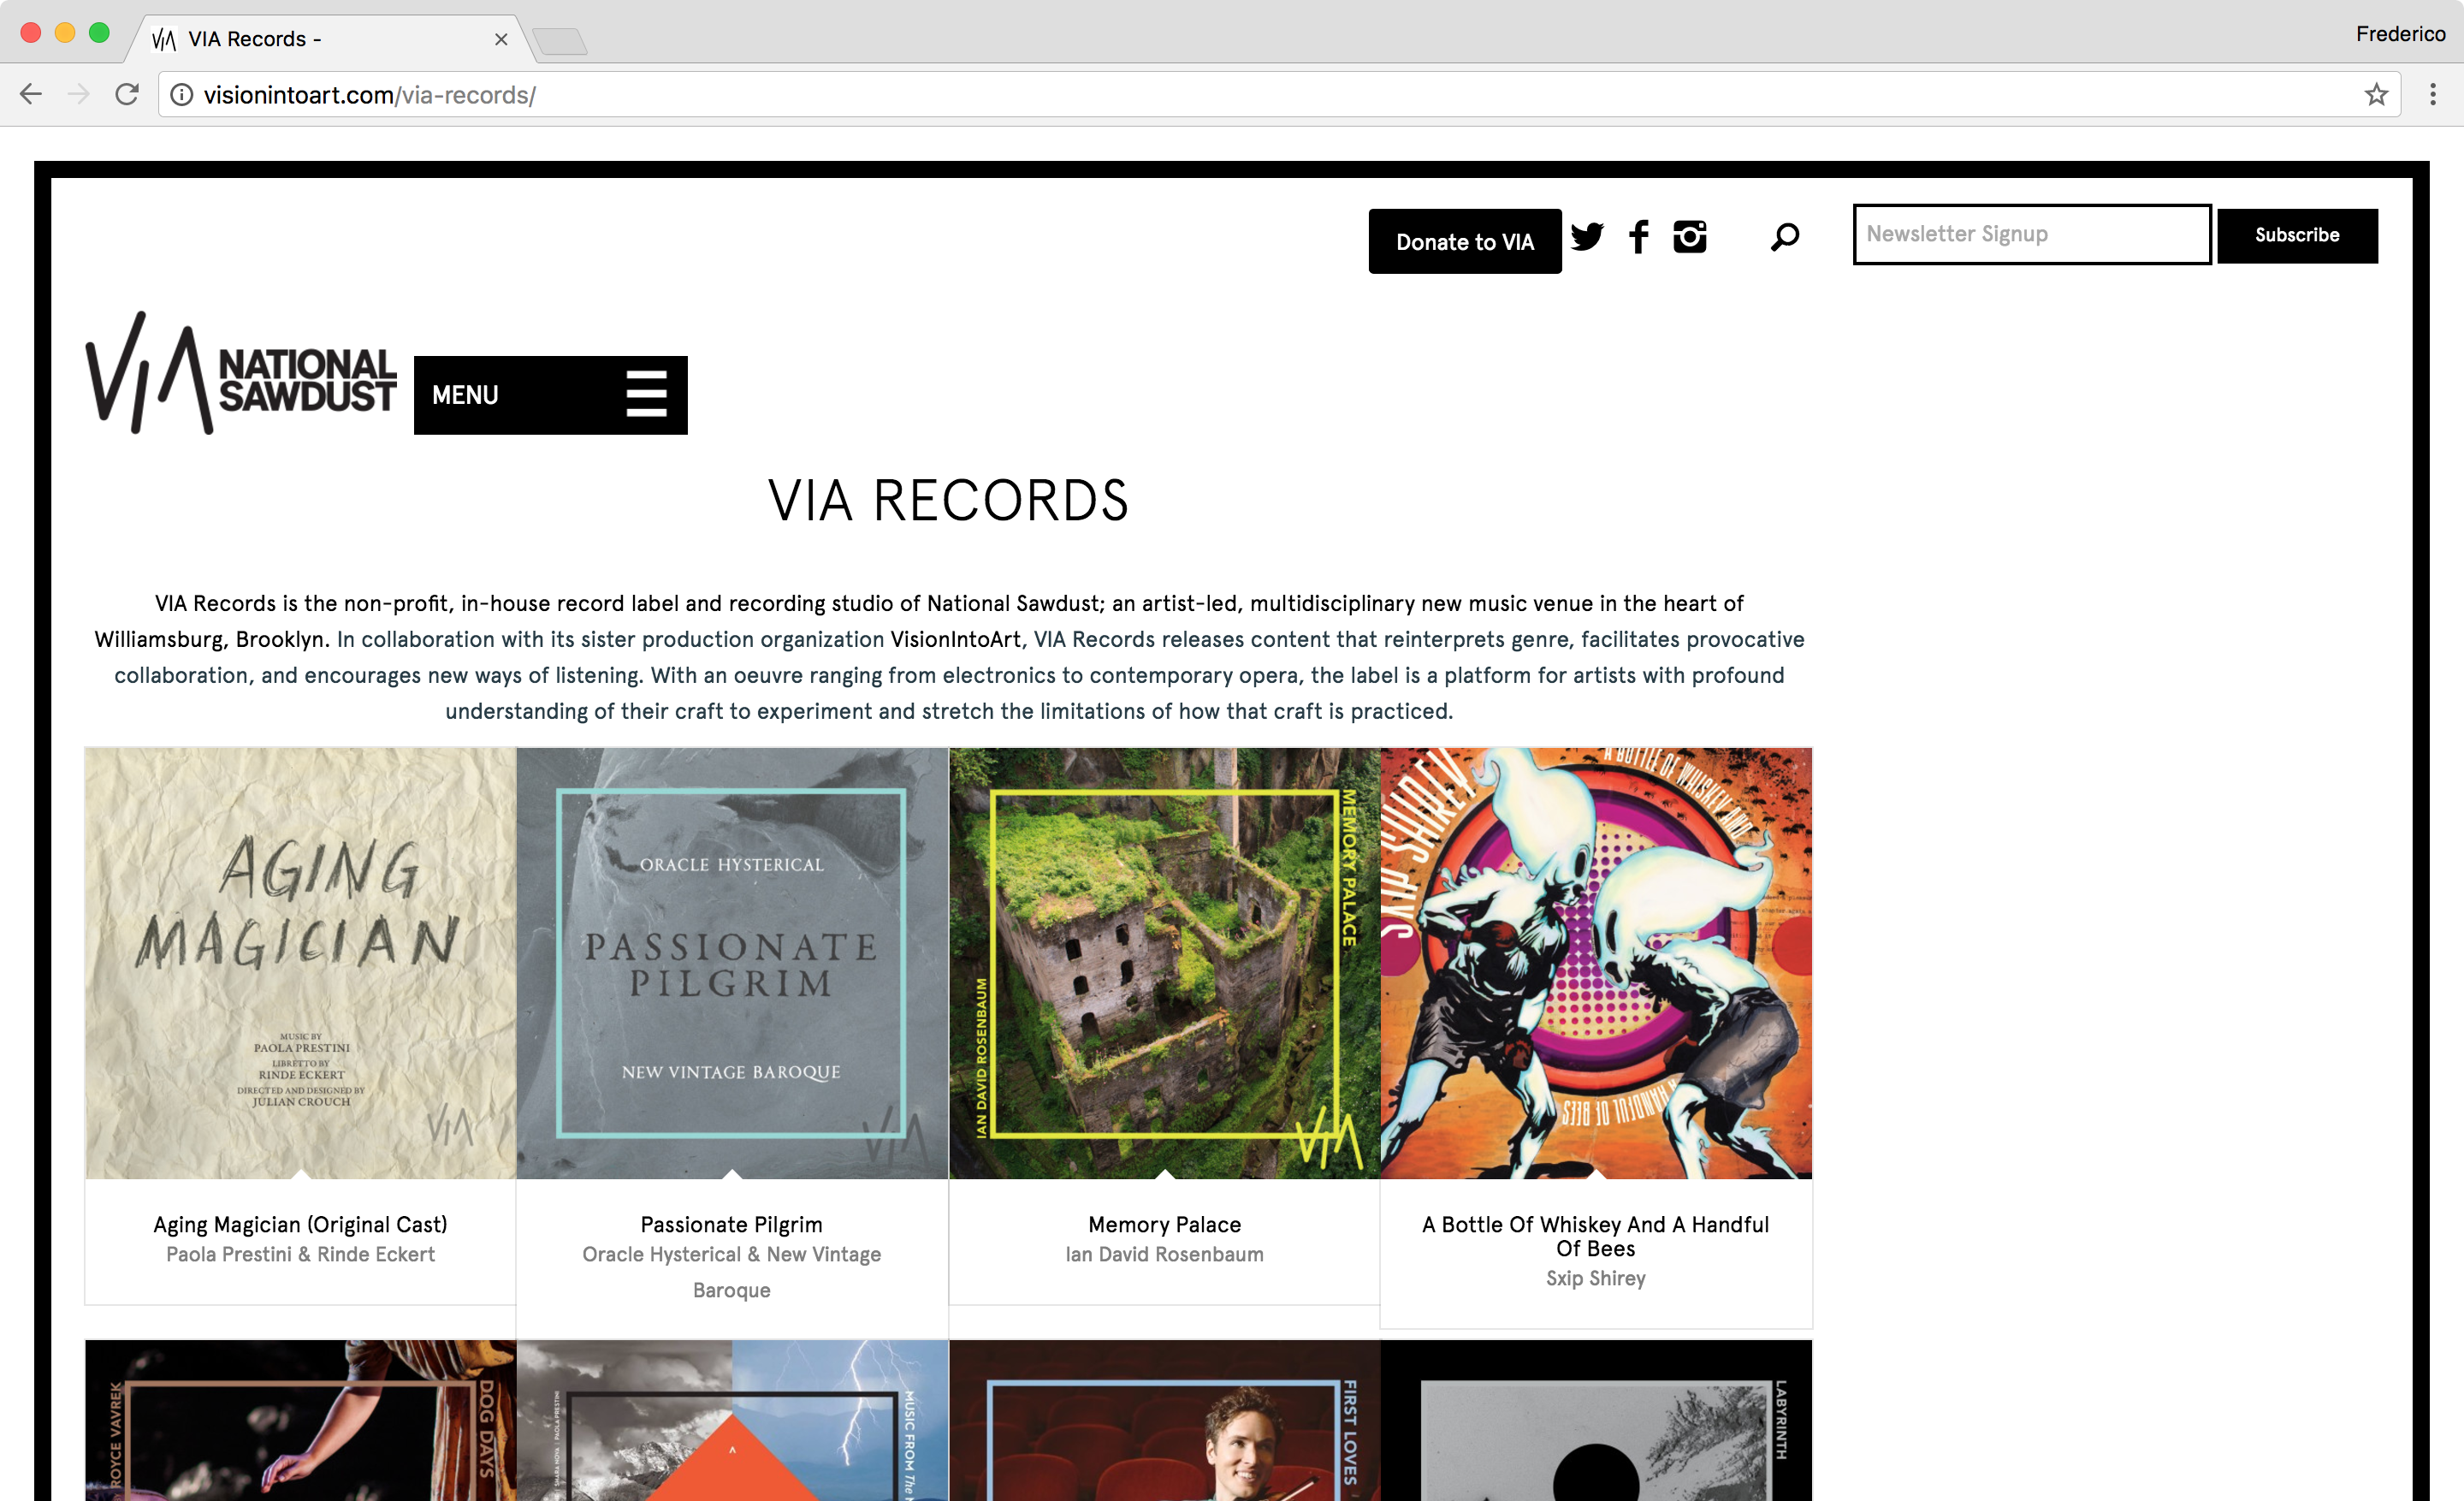 VIA Records -
Frederico
visionintoart.com/via-records/
Donate to VIA
Newsletter Signup
Subscribe
VIA NATIONAL
SAWDUST
MENU
VIA RECORDS
VIA Records is the non-profit, in-house record label and recording studio of National Sawdust; an artist-led, multidisciplinary new music venue in the heart of
Williamsburg, Brooklyn. In collaboration with its sister production organization VisionIntoArt, VIA Records releases content that reinterprets genre, facilitates provocative
collaboration, and encourages new ways of listening. With an oeuvre ranging from electronics to contemporary opera, the label is a platform for artists with profound
understanding of their craft to experiment and stretch the limitations of how that craft is practiced.
AGING
MAGICIAN
MUSIC BY
PAOLA PRESTINI
LIBRETTO BY
RINDE ECKERT
DIRECTED AND DESIGNED BY
JULIAN CROUCH
VIA
ORACLE HYSTERICAL
PASSIONATE
PILGRIM
NEW VINTAGE BAROQUE
VIA
MEMORY PALACE
IAN DAVID ROSENBAUM
VIA
SXIP SHIREY
A BOTTLE OF WHISKEY AND
A HANDFUL OF BEES
Aging Magician (Original Cast)
Paola Prestini & Rinde Eckert
Passionate Pilgrim
Oracle Hysterical & New Vintage
Baroque
Memory Palace
Ian David Rosenbaum
A Bottle Of Whiskey And A Handful
Of Bees
Sxip Shirey
ROYCE VAVREK
DOG DAYS
PAOLA PRESTINI
MUSIC FROM The
FIRST LOVES
LABYRINTH